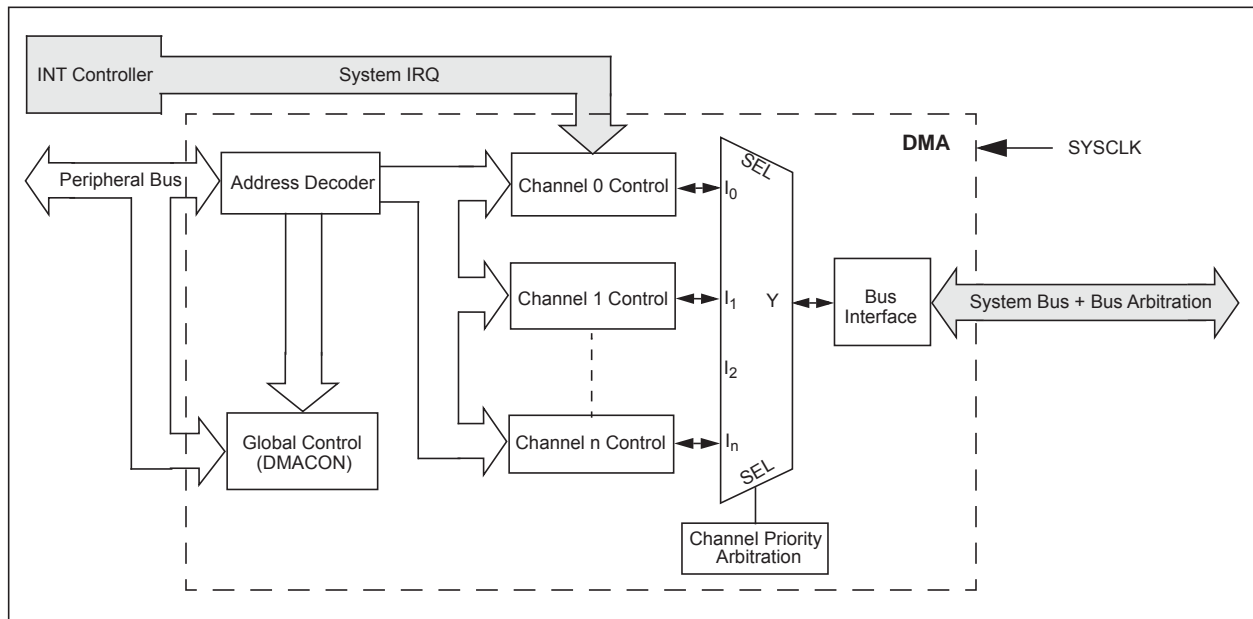 INT Controller
System IRQ
DMA
SYSCLK
Peripheral Bus
Address Decoder
Channel 0 Control
I0
SEL
Channel 1 Control
I1
Y
Bus
Interface
System Bus + Bus Arbitration
I2
Global Control
(DMACON)
Channel n Control
In
SEL
Channel Priority
Arbitration